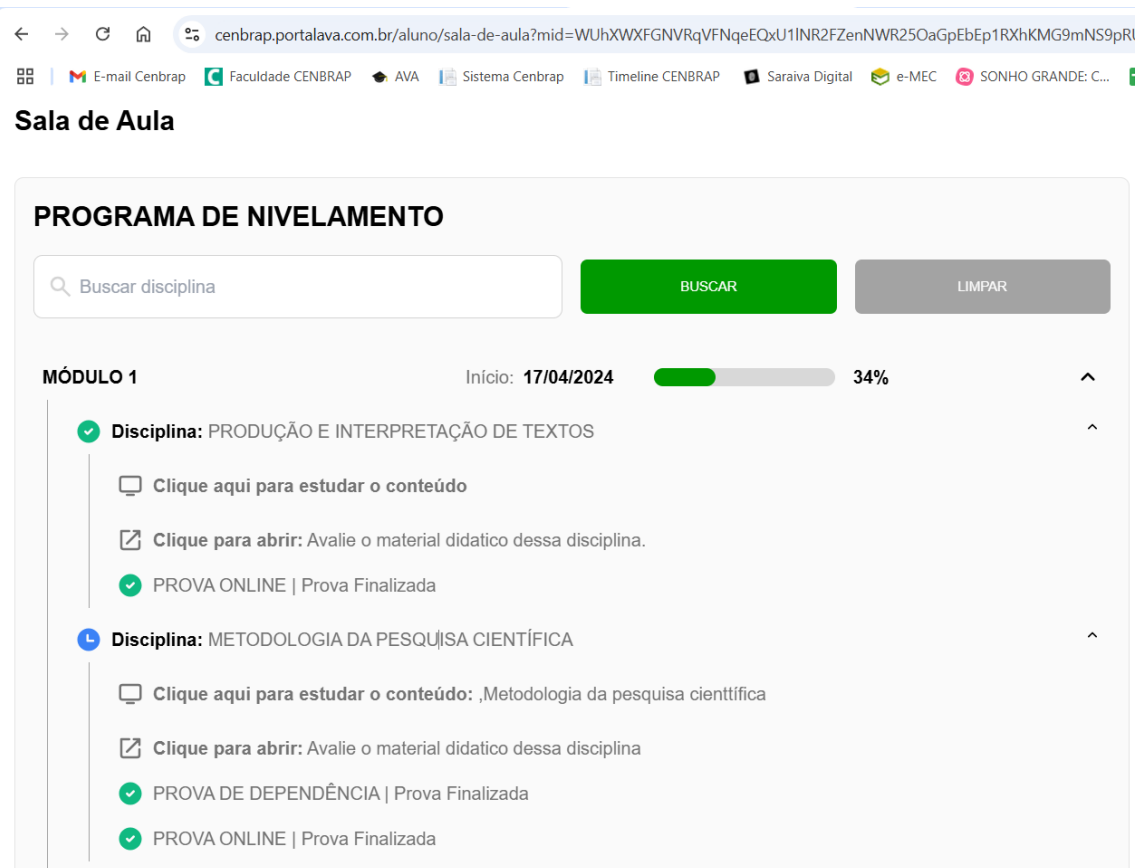 cenbrap.portalava.com.br/aluno/sala-de-aula?mid=WUhXWXFGNVRqVFNqeEQxU1lNR2FZenNWR25OaGpEbEp1RXhKMG9mNS9pRU
E-mail Cenbrap Faculdade CENBRAP AVA Sistema Cenbrap Timeline CENBRAP Saraiva Digital e-MEC SONHO GRANDE: C...
Sala de Aula
PROGRAMA DE NIVELAMENTO
Buscar disciplina BUSCAR LIMPAR
MÓDULO 1 Início: 17/04/2024 34%
Disciplina: PRODUÇÃO E INTERPRETAÇÃO DE TEXTOS
Clique aqui para estudar o conteúdo
Clique para abrir: Avalie o material didatico dessa disciplina.
PROVA ONLINE | Prova Finalizada
Disciplina: METODOLOGIA DA PESQUISA CIENTÍFICA
Clique aqui para estudar o conteúdo: ,Metodologia da pesquisa cienttífica
Clique para abrir: Avalie o material didatico dessa disciplina
PROVA DE DEPENDÊNCIA | Prova Finalizada
PROVA ONLINE | Prova Finalizada